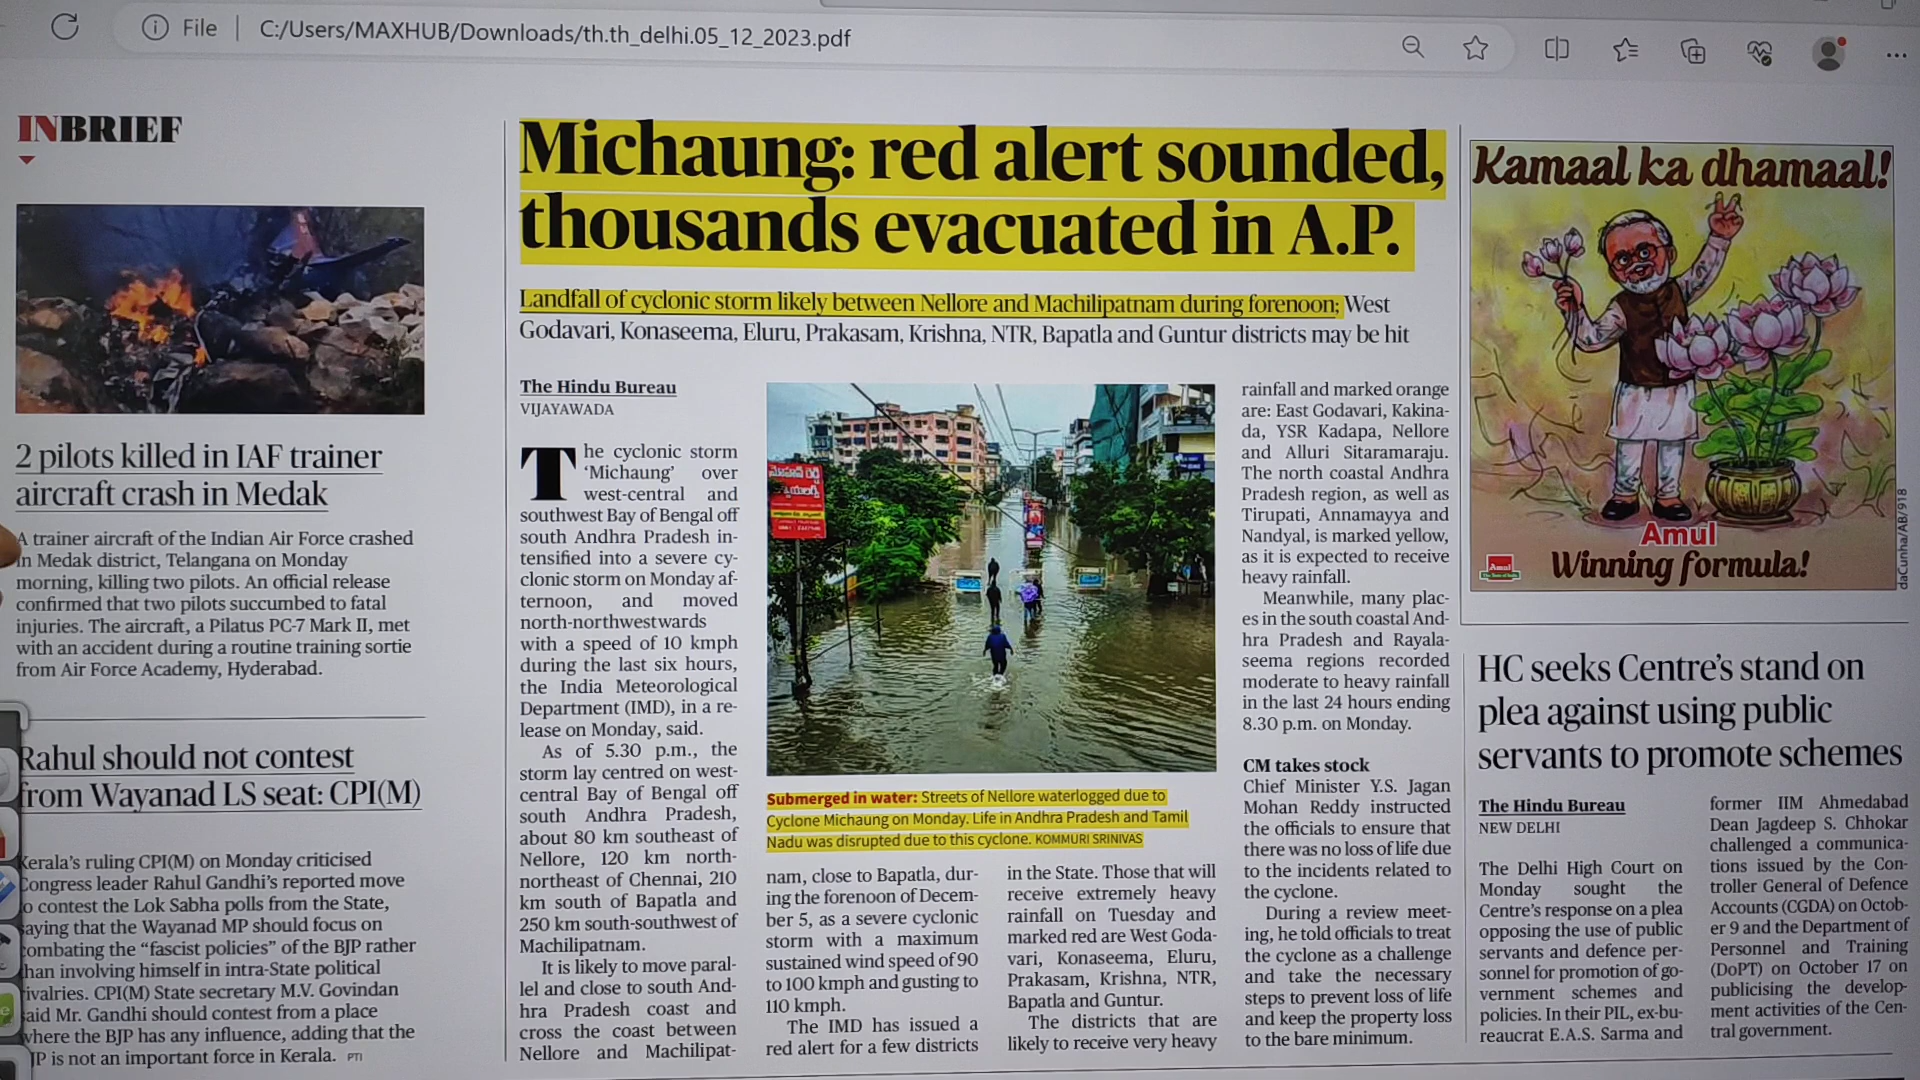 File
C:/Users/MAXHUB/Downloads/th.th_delhi.05_12_2023.pdf
INBRIEF
2 pilots killed in IAF trainer
aircraft crash in Medak
A trainer aircraft of the Indian Air Force crashed
in Medak district, Telangana on Monday
morning, killing two pilots. An official release
confirmed that two pilots succumbed to fatal
injuries. The aircraft, a Pilatus PC-7 Mark II, met
with an accident during a routine training sortie
from Air Force Academy, Hyderabad.
Rahul should not contest
from Wayanad LS seat: CPI(M)
Kerala's ruling CPI(M) on Monday criticised
Congress leader Rahul Gandhi's reported move
to contest the Lok Sabha polls from the State,
saying that the Wayanad MP should focus on
combating the “fascist policies” of the BJP rather
than involving himself in intra-State political
rivalries. CPI(M) State secretary M.V. Govindan
said Mr. Gandhi should contest from a place
where the BJP has any influence, adding that the
BJP is not an important force in Kerala. PTI
Michaung: red alert sounded,
thousands evacuated in A.P.
Landfall of cyclonic storm likely between Nellore and Machilipatnam during forenoon; West
Godavari, Konaseema, Eluru, Prakasam, Krishna, NTR, Bapatla and Guntur districts may be hit
The Hindu Bureau
VIJAYAWADA
The cyclonic storm
‘Michaung’ over
west-central and
southwest Bay of Bengal off
south Andhra Pradesh in-
tensified into a severe cy-
clonic storm on Monday af-
ternoon, and moved
north-northwestwards
with a speed of 10 kmph
during the last six hours,
the India Meteorological
Department (IMD), in a re-
lease on Monday, said.
As of 5.30 p.m., the
storm lay centred on west-
central Bay of Bengal off
south Andhra Pradesh,
about 80 km southeast of
Nellore, 120 km north-
northeast of Chennai, 210
km south of Bapatla and
250 km south-southwest of
Machilipatnam.
It is likely to move paral-
lel and close to south And-
hra Pradesh coast and
cross the coast between
Nellore and Machilipat-
Submerged in water: Streets of Nellore waterlogged due to
Cyclone Michaung on Monday. Life in Andhra Pradesh and Tamil
Nadu was disrupted due to this cyclone. KOMMURI SRINIVAS
nam, close to Bapatla, dur-
ing the forenoon of Decem-
ber 5, as a severe cyclonic
storm with a maximum
sustained wind speed of 90
to 100 kmph and gusting to
110 kmph.
The IMD has issued a
red alert for a few districts
in the State. Those that will
receive extremely heavy
rainfall on Tuesday and
marked red are West Goda-
vari, Konaseema, Eluru,
Prakasam, Krishna, NTR,
Bapatla and Guntur.
The districts that are
likely to receive very heavy
rainfall and marked orange
are: East Godavari, Kakina-
da, YSR Kadapa, Nellore
and Alluri Sitaramaraju.
The north coastal Andhra
Pradesh region, as well as
Tirupati, Annamayya and
Nandyal, is marked yellow,
as it is expected to receive
heavy rainfall.
Meanwhile, many plac-
es in the south coastal And-
hra Pradesh and Rayala-
seema regions recorded
moderate to heavy rainfall
in the last 24 hours ending
8.30 p.m. on Monday.
CM takes stock
Chief Minister Y.S. Jagan
Mohan Reddy instructed
the officials to ensure that
there was no loss of life due
to the incidents related to
the cyclone.
During a review meet-
ing, he told officials to treat
the cyclone as a challenge
and take the necessary
steps to prevent loss of life
and keep the property loss
to the bare minimum.
Kamaal ka dhamaal!
Amul
Amul
Winning formula!
daCunha/AB/918
HC seeks Centre's stand on
plea against using public
servants to promote schemes
The Hindu Bureau
NEW DELHI
The Delhi High Court on
Monday sought the
Centre's response on a plea
opposing the use of public
servants and defence per-
sonnel for promotion of go-
vernment schemes and
policies. In their PIL, ex-bu-
reaucrat E.A.S. Sarma and
former IIM Ahmedabad
Dean Jagdeep S. Chhokar
challenged a communica-
tions issued by the Con-
troller General of Defence
Accounts (CGDA) on Octob-
er 9 and the Department of
Personnel and Training
(DoPT) on October 17 on
publicising the develop-
ment activities of the Cen-
tral government.